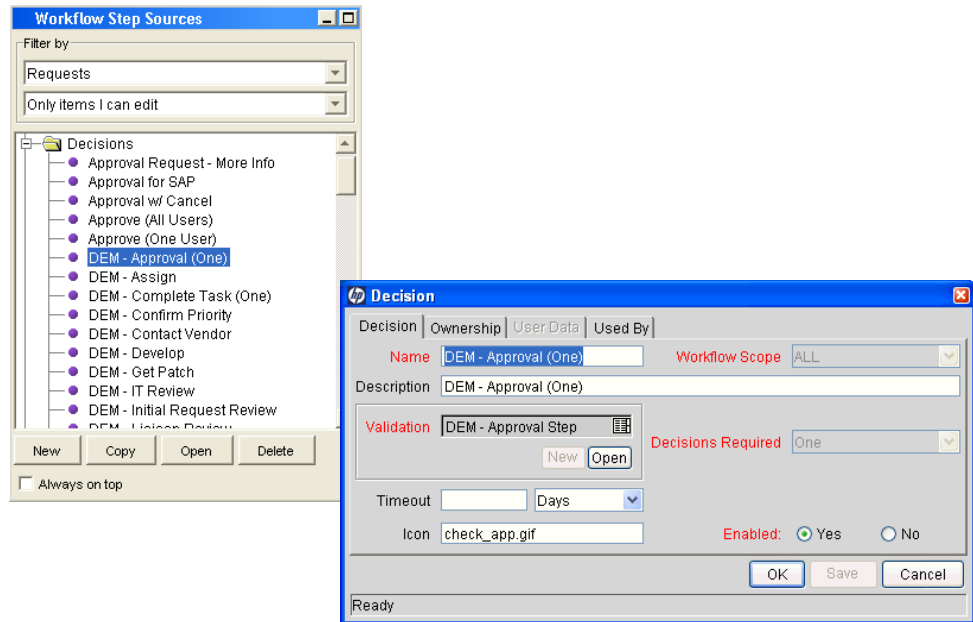 Workflow Step Sources
Filter by
Requests
Only items I can edit
Decisions
Approval Request - More Info
Approval for SAP
Approval w/ Cancel
Approve (All Users)
Approve (One User)
DEM - Approval (One)
DEM - Assign
DEM - Complete Task (One)
DEM - Confirm Priority
DEM - Contact Vendor
DEM - Develop
DEM - Get Patch
DEM - IT Review
DEM - Initial Request Review
DEM - Liaison Review
New Copy Open Delete
Always on top
hp Decision
Decision Ownership User Data Used By
Name DEM - Approval (One) Workflow Scope ALL
Description DEM - Approval (One)
Validation DEM - Approval Step
Decisions Required One
New Open
Timeout Days
Icon check_app.gif Enabled: Yes No
OK Save Cancel
Ready